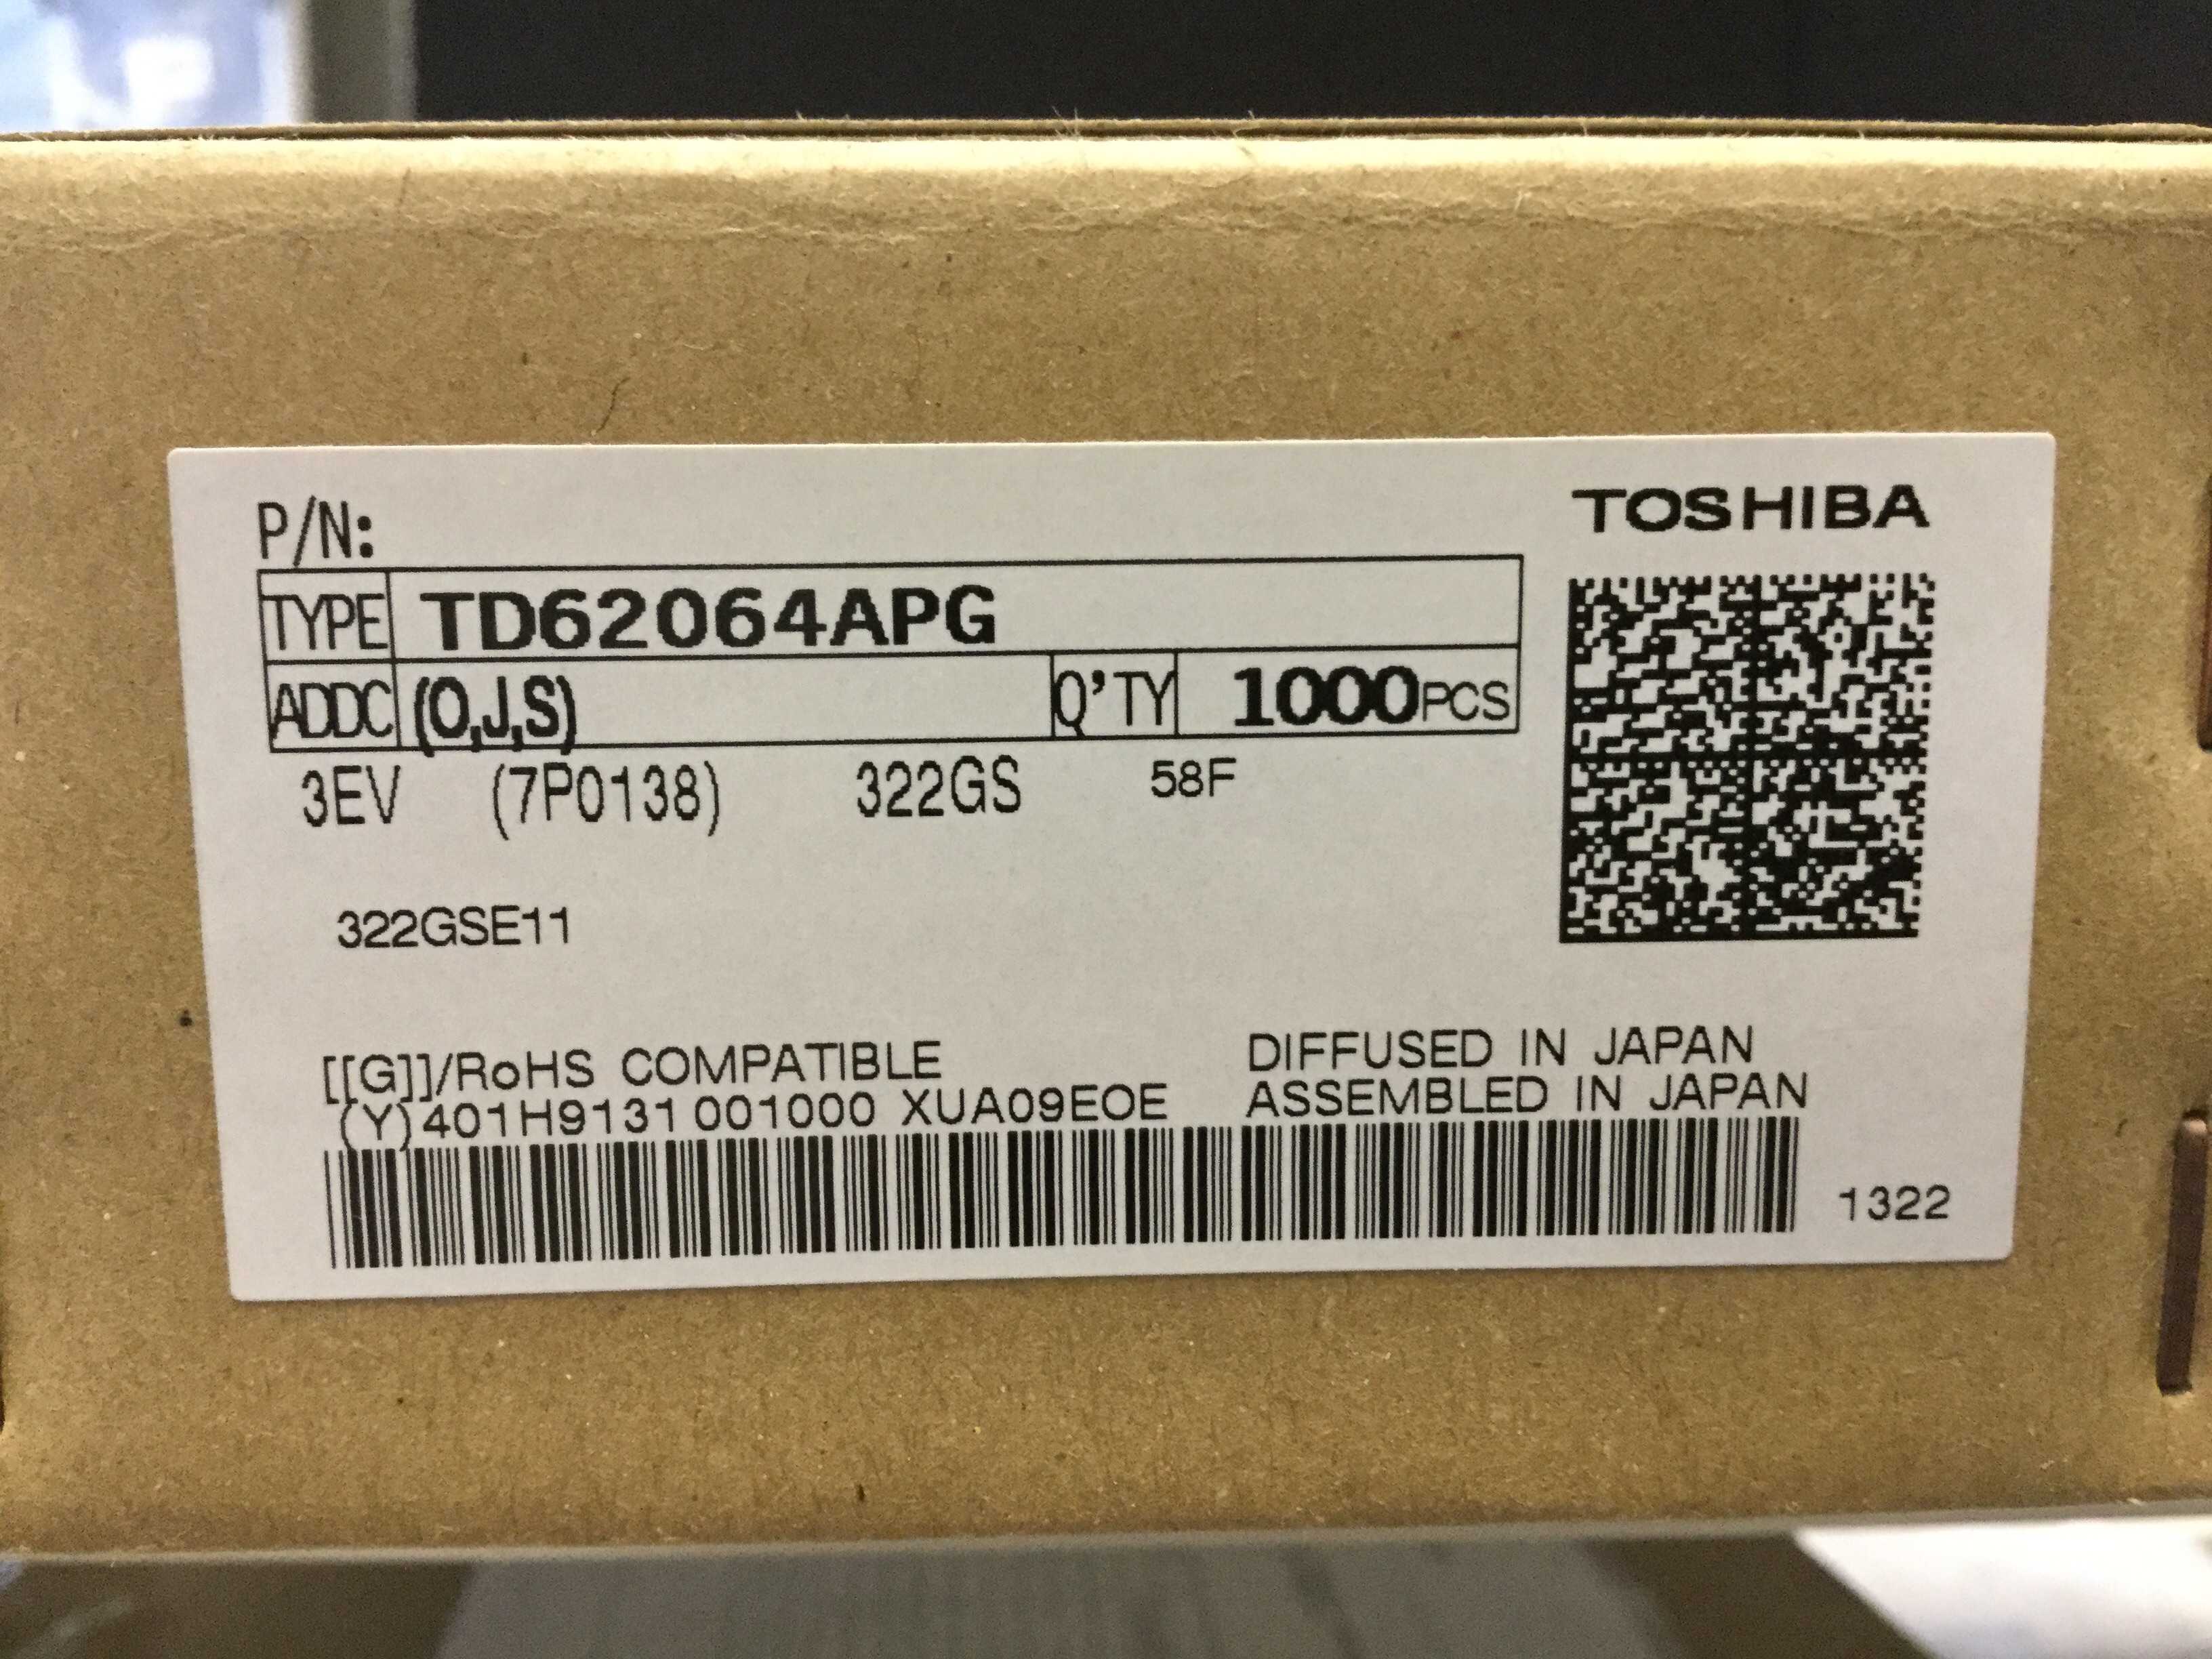 P/N:
TOSHIBA
TYPE TD62064APG
ADDC (O,J,S) Q'TY 1000PCS
3EV (7P0138) 322GS 58F
322GSE11
[[G]]/RoHS COMPATIBLE
DIFFUSED IN JAPAN
(Y)401H9131 001000 XUA09EOE
ASSEMBLED IN JAPAN
1322